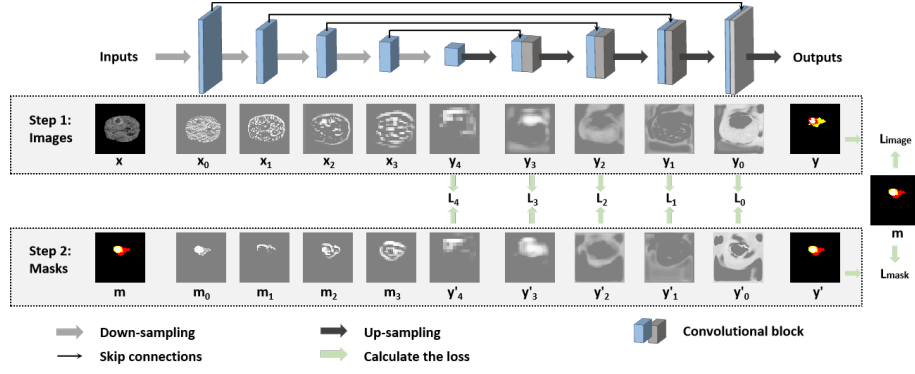 Inputs
Outputs
Step 1:
Images
x
x0
x1
x2
x3
y4
y3
y2
y1
y0
y
Limage
L4
L3
L2
L1
L0
m
Step 2:
Masks
m
m0
m1
m2
m3
y'4
y'3
y'2
y'1
y'0
y'
Lmask
Down-sampling
Up-sampling
Convolutional block
Skip connections
Calculate the loss